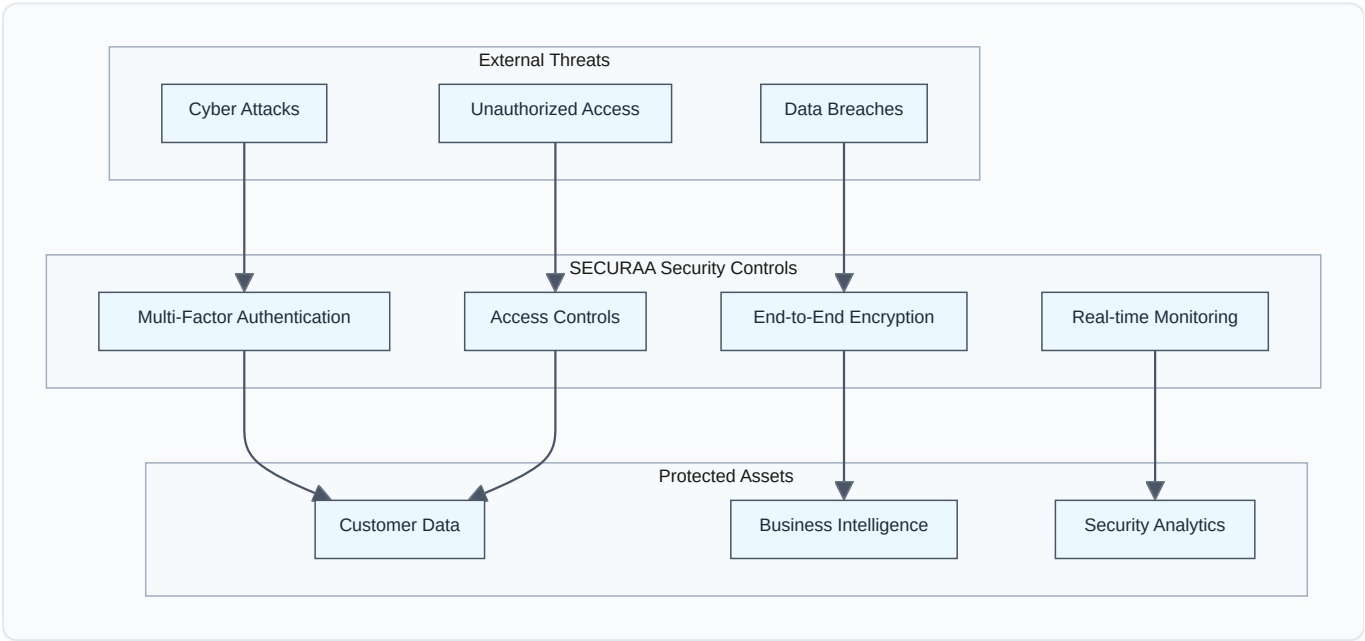 External Threats
Cyber Attacks
Unauthorized Access
Data Breaches
SECURAA Security Controls
Multi-Factor Authentication
Access Controls
End-to-End Encryption
Real-time Monitoring
Protected Assets
Customer Data
Business Intelligence
Security Analytics